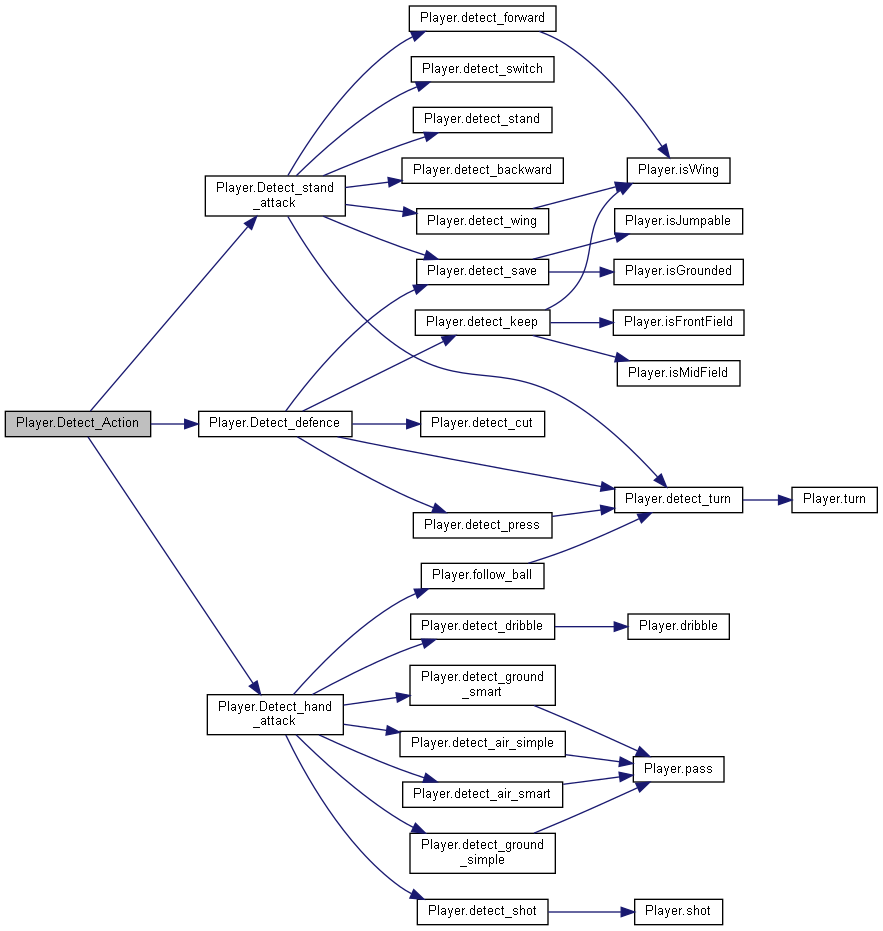 Player.detect_forward
Player.detect_switch
Player.detect_stand
Player.detect_backward
Player.isWing
Player.Detect_stand
_attack
Player.detect_wing
Player.isJumpable
Player.detect_save
Player.isGrounded
Player.detect_keep
Player.isFrontField
Player.isMidField
Player.Detect_Action
Player.Detect_defence
Player.detect_cut
Player.detect_turn
Player.turn
Player.detect_press
Player.follow_ball
Player.detect_dribble
Player.dribble
Player.detect_ground
_smart
Player.Detect_hand
_attack
Player.detect_air_simple
Player.pass
Player.detect_air_smart
Player.detect_ground
_simple
Player.detect_shot
Player.shot